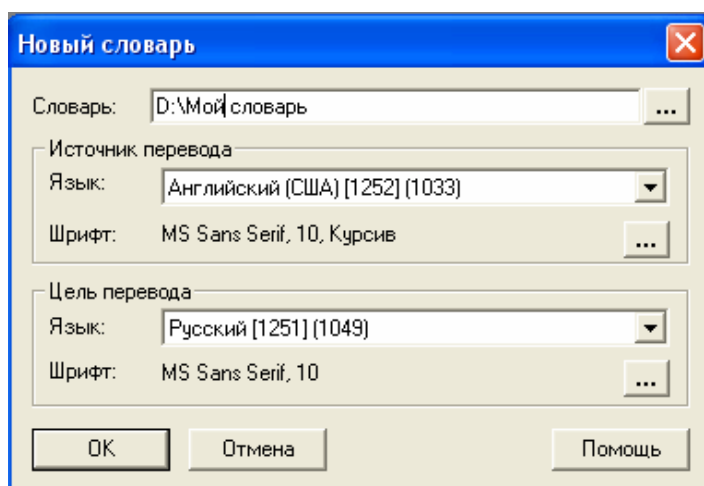 Новый словарь
Словарь: D:\Мой словарь ...
Источник перевода
Язык: Английский (США) [1252] (1033)
Шрифт: MS Sans Serif, 10, Курсив ...
Цель перевода
Язык: Русский [1251] (1049)
Шрифт: MS Sans Serif, 10 ...
OK Отмена Помощь